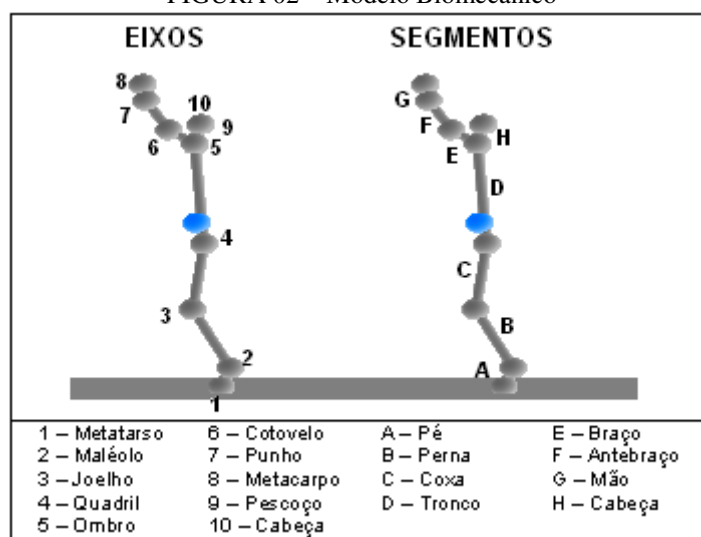 FIGURA 02 – Modelo Biomecânico
EIXOS SEGMENTOS
8
7
10
9
6
5
4
3
2
1
G
F
H
E
D
C
B
A
1 – Metatarso 6 – Cotovelo A – Pé E – Braço
2 – Maléolo 7 – Punho B – Perna F – Antebraço
3 – Joelho 8 – Metacarpo C – Coxa G – Mão
4 – Quadril 9 – Pescoço D – Tronco H – Cabeça
5 – Ombro 10 – Cabeça